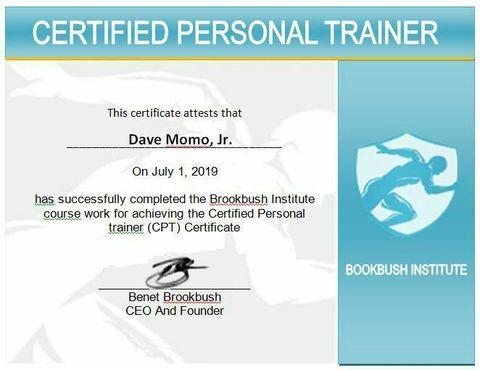 CERTIFIED PERSONAL TRAINER
This certificate attests that
Dave Momo, Jr.
On July 1, 2019
has successfully completed the Brookbush Institute
course work for achieving the Certified Personal
trainer (CPT) Certificate
Benet Brookbush
CEO And Founder
BOOKBUSH INSTITUTE